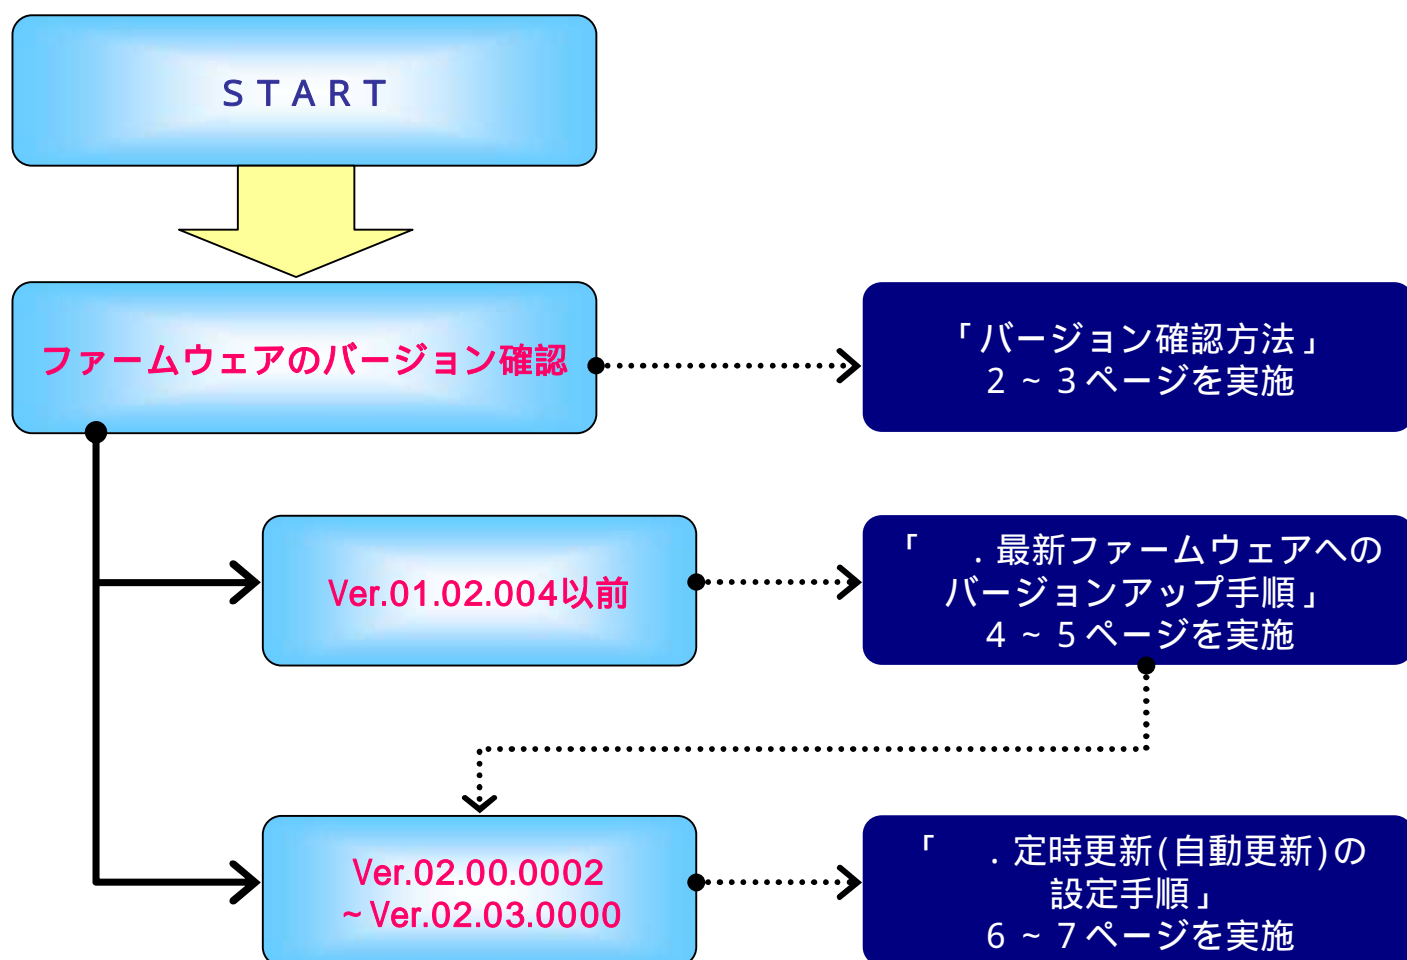 ＳＴＡＲＴ
ファームウェアのバージョン確認
「バージョン確認方法」
２～３ページを実施
Ver.01.02.004以前
「　．最新ファームウェアへの
バージョンアップ手順」
４～５ページを実施
Ver.02.00.0002
～Ver.02.03.0000
「　．定時更新(自動更新)の
設定手順」
６～７ページを実施